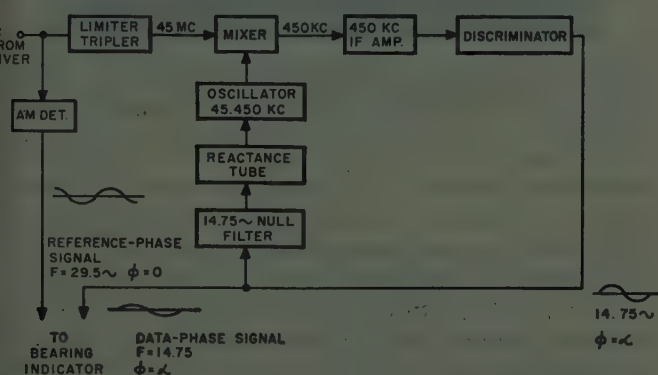 LIMITER
TRIPLER
45 MC
MIXER
450KC
450 KC
IF AMP.
DISCRIMINATOR
ROM
IVER
AM DET.
OSCILLATOR
45.450 KC
REACTANCE
TUBE
14.75~ NULL
FILTER
REFERENCE-PHASE
SIGNAL
F=29.5~ ϕ=0
14.75~
ϕ=α
TO
BEARING
INDICATOR
DATA-PHASE SIGNAL
F=14.75
ϕ=α